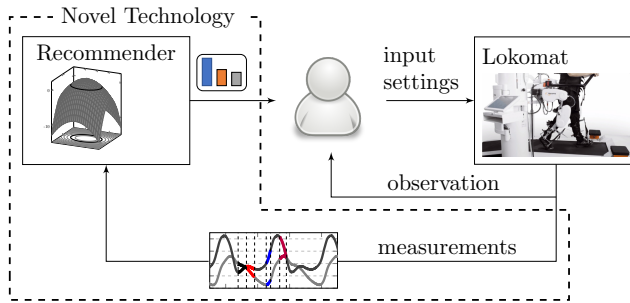 Novel Technology
Recommender
input
settings
Lokomat
observation
measurements